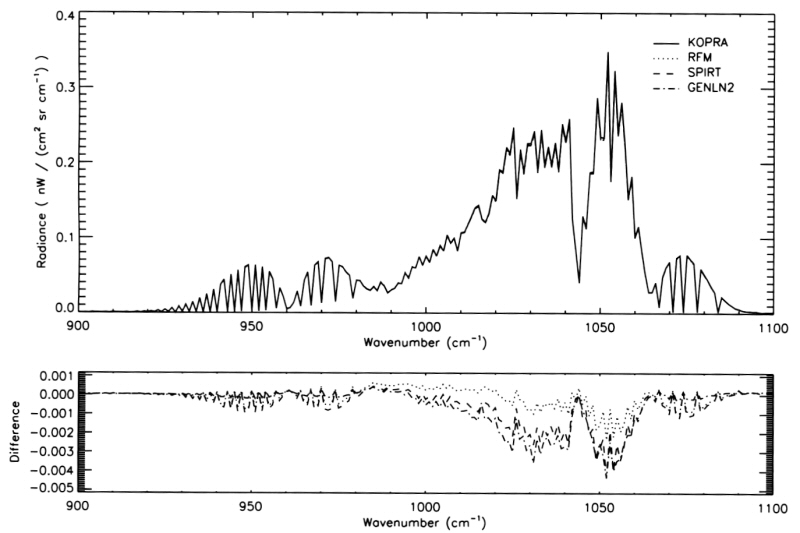 0.4
0.3
0.2
0.1
0.0
Radiance ( nW / (cm² sr cm⁻¹) )
KOPRA
RFM
SPIRT
GENLN2
900 950 1000 1050 1100
Wavenumber (cm⁻¹)
0.001
0.000
−0.001
−0.002
−0.003
−0.004
−0.005
Difference
900 950 1000 1050 1100
Wavenumber (cm⁻¹)